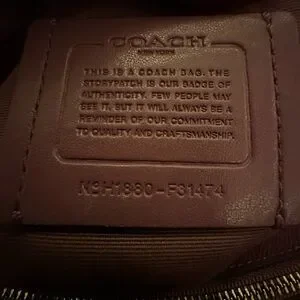 COACH
NEW YORK
THIS IS A COACH BAG. THE
STORYPATCH IS OUR BADGE OF
AUTHENTICITY. FEW PEOPLE MAY
SEE IT, BUT IT WILL ALWAYS BE A
REMINDER OF OUR COMMITMENT
TO QUALITY AND CRAFTSMANSHIP.
NºH1880-F31474